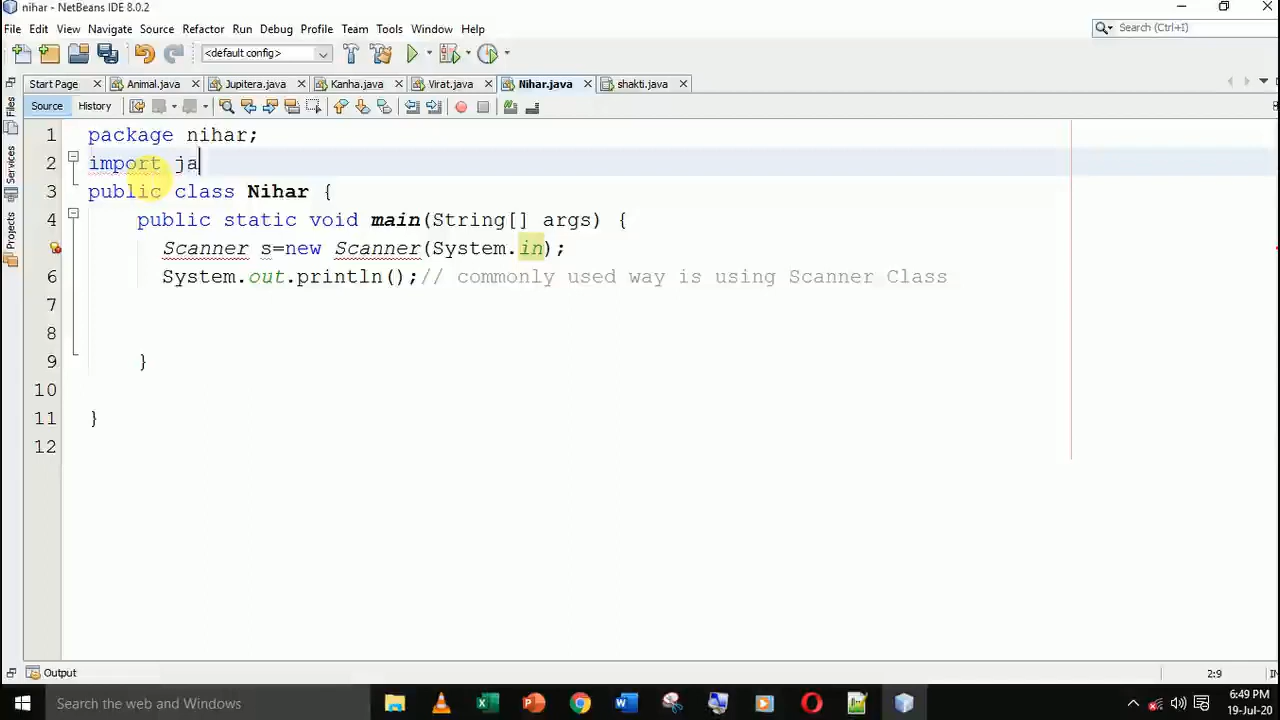 nihar - NetBeans IDE 8.0.2
File Edit View Navigate Source Refactor Run Debug Profile Team Tools Window Help
Search (Ctrl+I)
<default config>
Start Page Animal.java Jupitera.java Kanha.java Virat.java Nihar.java shakti.java
Source History
Files
Services
Projects
1 package nihar;
2 import ja
3 public class Nihar {
4 public static void main(String[] args) {
Scanner s=new Scanner(System.in);
6 System.out.println();// commonly used way is using Scanner Class
7
8
9 }
10
11 }
12
Output
2:9
Search the web and Windows
6:49 PM
19-Jul-20